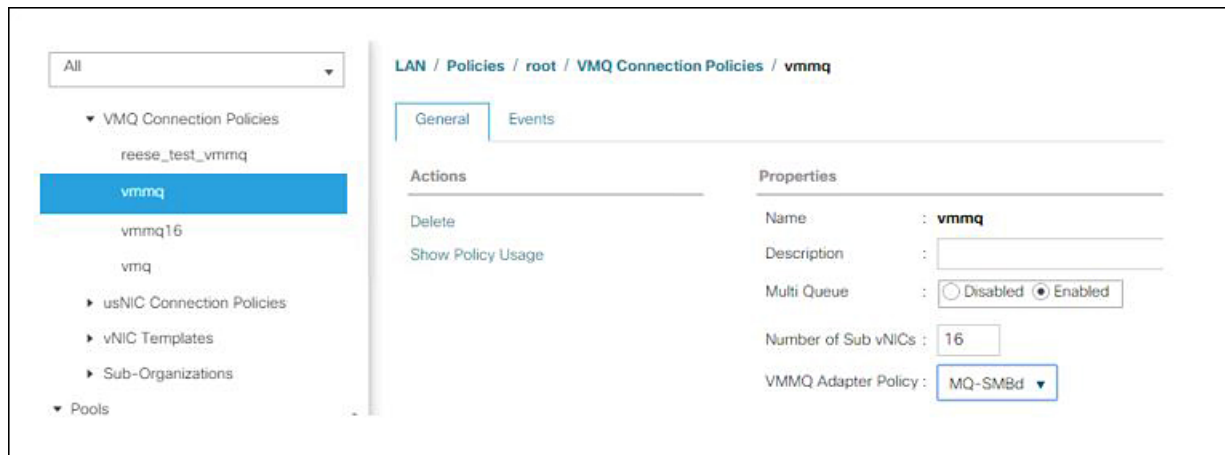 All
VMQ Connection Policies
reese_test_vmmq
vmmq
vmmq16
vmq
usNIC Connection Policies
vNIC Templates
Sub-Organizations
Pools
LAN / Policies / root / VMQ Connection Policies / vmmq
General Events
Actions
Delete
Show Policy Usage
Properties
Name : vmmq
Description :
Multi Queue : Disabled Enabled
Number of Sub vNICs : 16
VMMQ Adapter Policy : MQ-SMBd